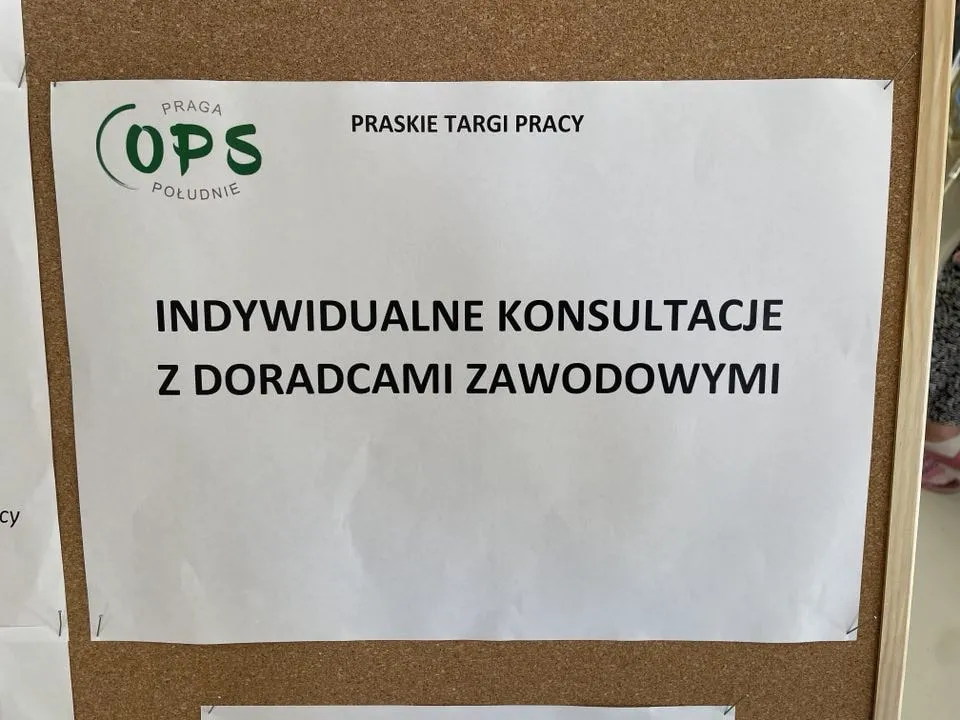 PRAGA
OPS
POŁUDNIE
PRASKIE TARGI PRACY
INDYWIDUALNE KONSULTACJE
Z DORADCAMI ZAWODOWYMI
cy